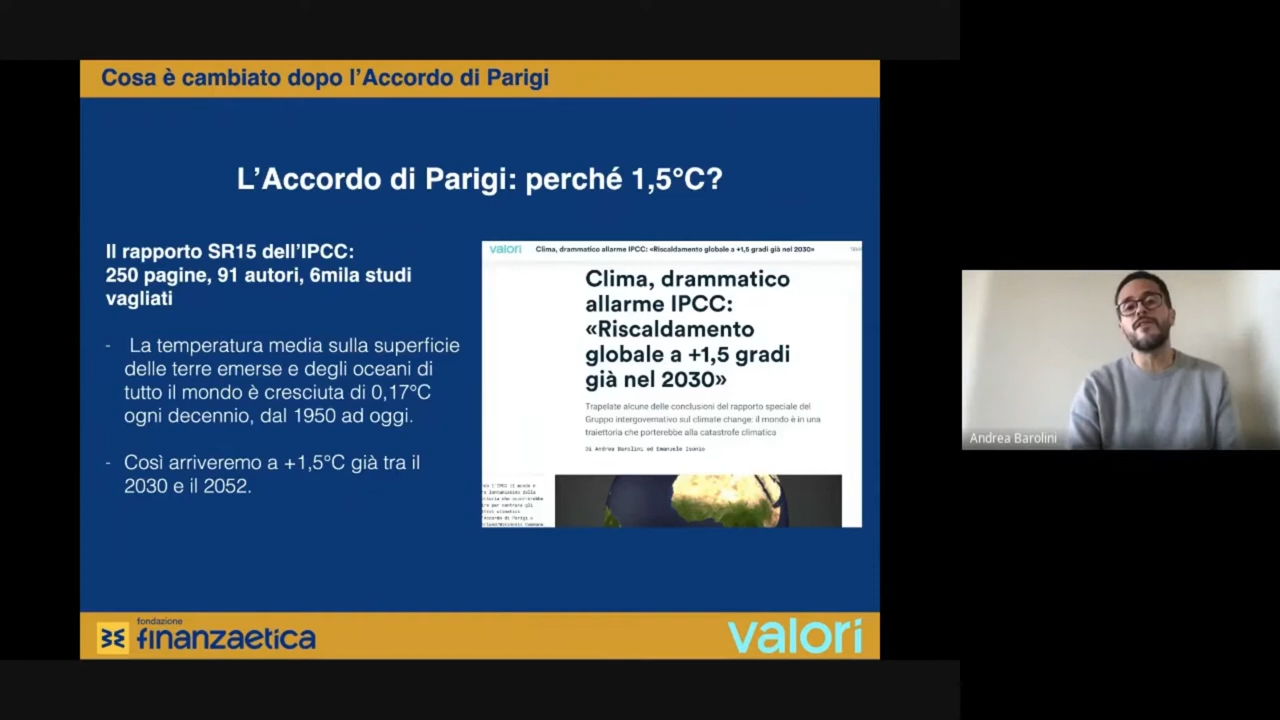 Cosa è cambiato dopo l'Accordo di Parigi
L'Accordo di Parigi: perché 1,5°C?
Il rapporto SR15 dell'IPCC:
250 pagine, 91 autori, 6mila studi
vagliati
- La temperatura media sulla superficie
delle terre emerse e degli oceani di
tutto il mondo è cresciuta di 0,17°C
ogni decennio, dal 1950 ad oggi.
- Così arriveremo a +1,5°C già tra il
2030 e il 2052.
valori Clima, drammatico allarme IPCC: «Riscaldamento globale a +1,5 gradi già nel 2030»
Clima, drammatico
allarme IPCC:
«Riscaldamento
globale a +1,5 gradi
già nel 2030»
Trapelate alcune delle conclusioni del rapporto speciale del
Gruppo intergovernativo sul climate change: il mondo è in una
traiettoria che porterebbe alla catastrofe climatica
Di Andrea Barolini ed Emanuele Isonio
Andrea Barolini
fondazione
finanzaetica
valori